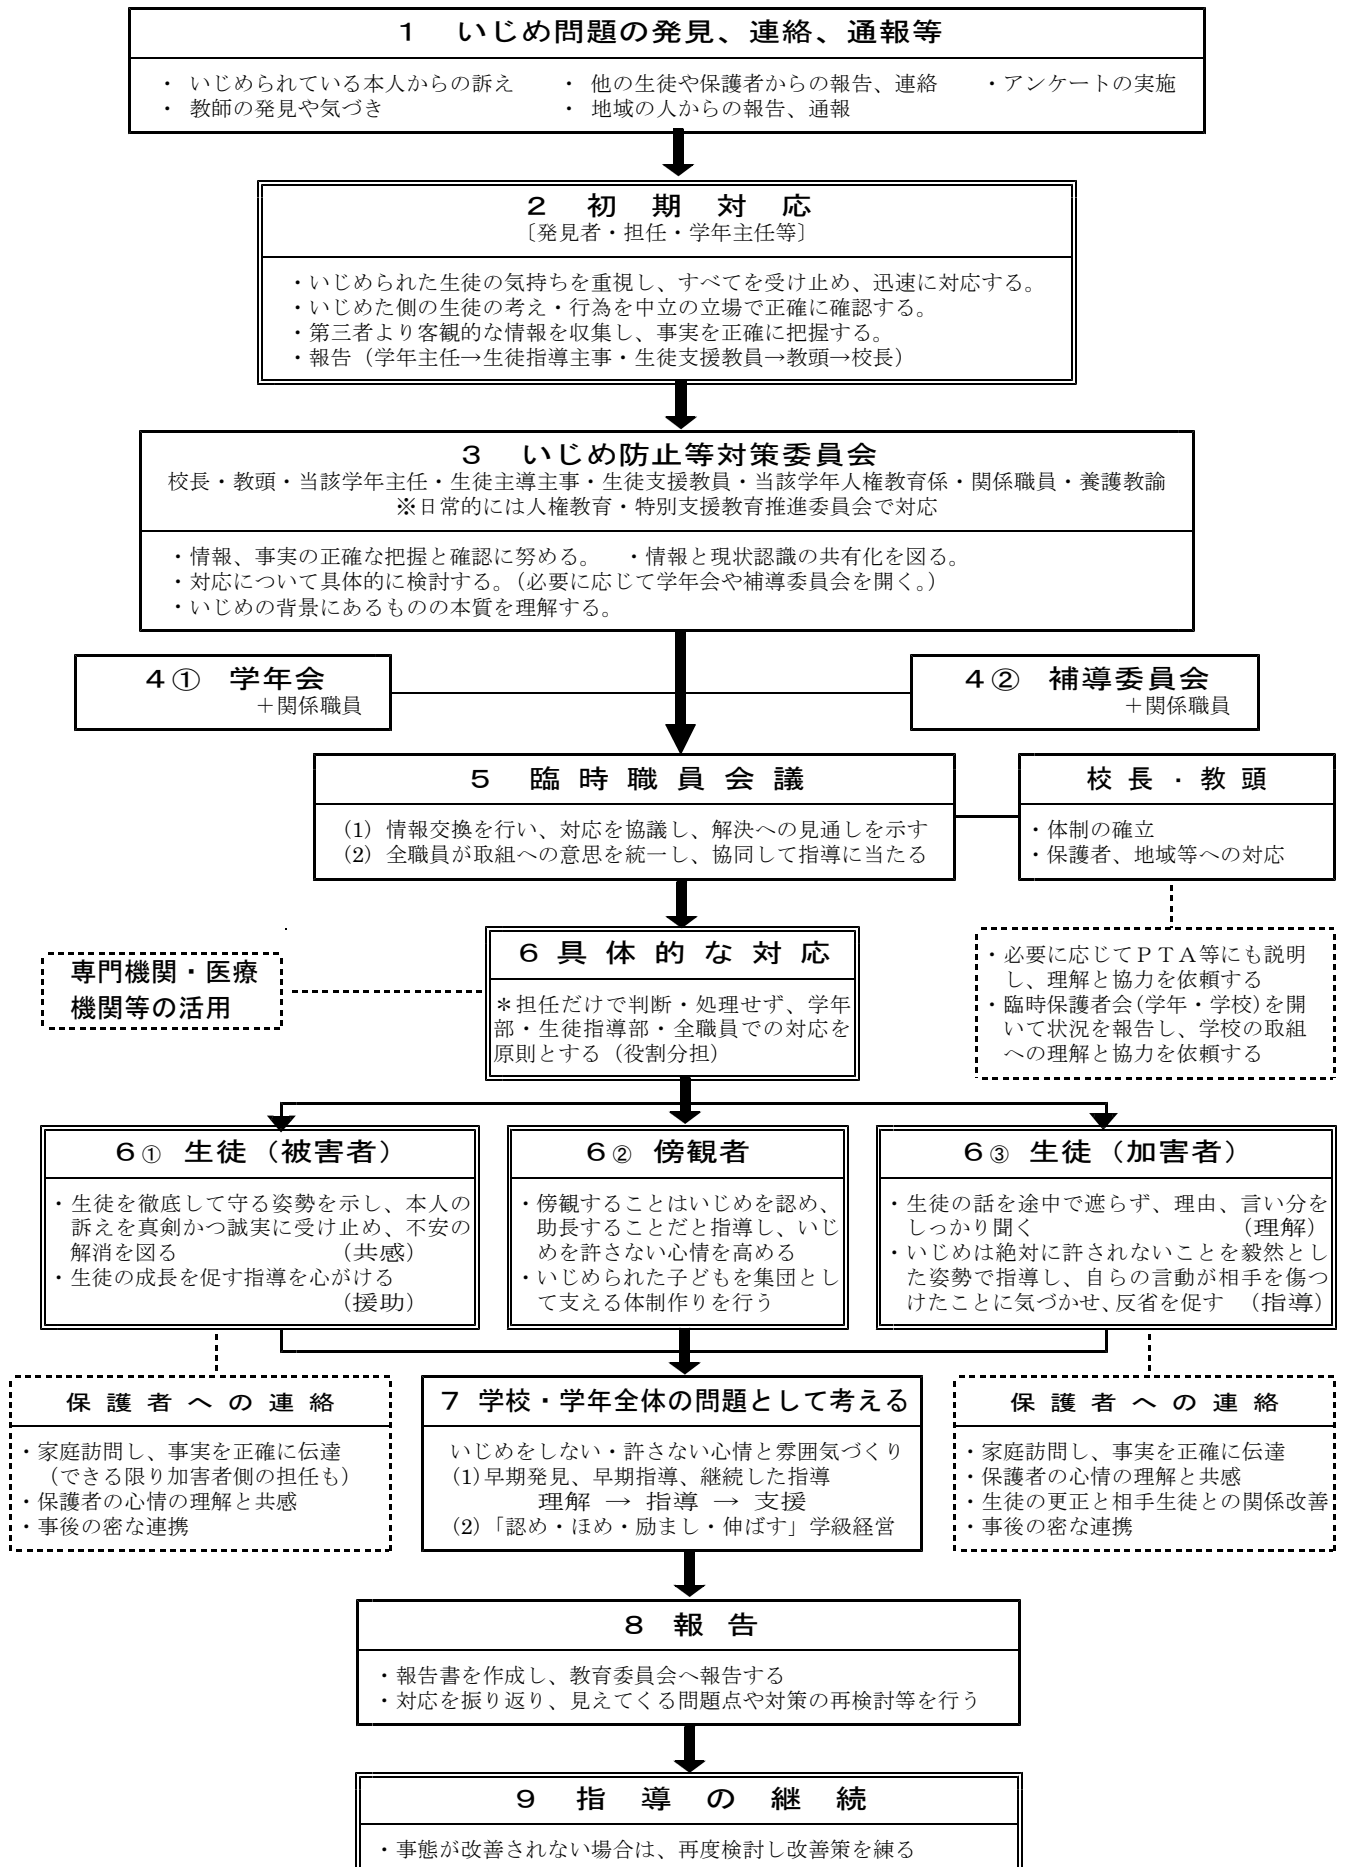 １　いじめ問題の発見、連絡、通報等
・ いじめられている本人からの訴え　・ 他の生徒や保護者からの報告、連絡　・アンケートの実施
・ 教師の発見や気づき　・ 地域の人からの報告、通報
２　初　期　対　応
〔発見者・担任・学年主任等〕
・いじめられた生徒の気持ちを重視し、すべてを受け止め、迅速に対応する。
・いじめた側の生徒の考え・行為を中立の立場で正確に確認する。
・第三者より客観的な情報を収集し、事実を正確に把握する。
・報告（学年主任→生徒指導主事・生徒支援教員→教頭→校長）
３　いじめ防止等対策委員会
校長・教頭・当該学年主任・生徒主導主事・生徒支援教員・当該学年人権教育係・関係職員・養護教諭
※日常的には人権教育・特別支援教育推進委員会で対応
・情報、事実の正確な把握と確認に努める。　・情報と現状認識の共有化を図る。
・対応について具体的に検討する。（必要に応じて学年会や補導委員会を開く。）
・いじめの背景にあるものの本質を理解する。
４①　学年会
＋関係職員
４②　補導委員会
＋関係職員
５　臨　時　職　員　会　議
(1) 情報交換を行い、対応を協議し、解決への見通しを示す
(2) 全職員が取組への意思を統一し、協同して指導に当たる
校　長　・　教　頭
・体制の確立
・保護者、地域等への対応
・必要に応じてＰＴＡ等にも説明
し、理解と協力を依頼する
・臨時保護者会(学年・学校)を開
いて状況を報告し、学校の取組
への理解と協力を依頼する
専門機関・医療
機関等の活用
６ 具　体　的　な　対　応
＊担任だけで判断・処理せず、学年
部・生徒指導部・全職員での対応を
原則とする（役割分担）
６①　生徒（被害者）
・生徒を徹底して守る姿勢を示し、本人の
訴えを真剣かつ誠実に受け止め、不安の
解消を図る　（共感）
・生徒の成長を促す指導を心がける
（援助）
６②　傍観者
・傍観することはいじめを認め、
助長することだと指導し、いじ
めを許さない心情を高める
・いじめられた子どもを集団とし
て支える体制作りを行う
６③　生徒（加害者）
・生徒の話を途中で遮らず、理由、言い分を
しっかり聞く　（理解）
・いじめは絶対に許されないことを毅然とし
た姿勢で指導し、自らの言動が相手を傷つ
けたことに気づかせ、反省を促す　（指導）
保　護　者　へ　の　連　絡
・家庭訪問し、事実を正確に伝達
（できる限り加害者側の担任も）
・保護者の心情の理解と共感
・事後の密な連携
７ 学校・学年全体の問題として考える
いじめをしない・許さない心情と雰囲気づくり
(1)早期発見、早期指導、継続した指導
理解 → 指導 → 支援
(2)「認め・ほめ・励まし・伸ばす」学級経営
保　護　者　へ　の　連　絡
・家庭訪問し、事実を正確に伝達
・保護者の心情の理解と共感
・生徒の更正と相手生徒との関係改善
・事後の密な連携
８　報　告
・報告書を作成し、教育委員会へ報告する
・対応を振り返り、見えてくる問題点や対策の再検討等を行う
９　指　導　の　継　続
・事態が改善されない場合は、再度検討し改善策を練る